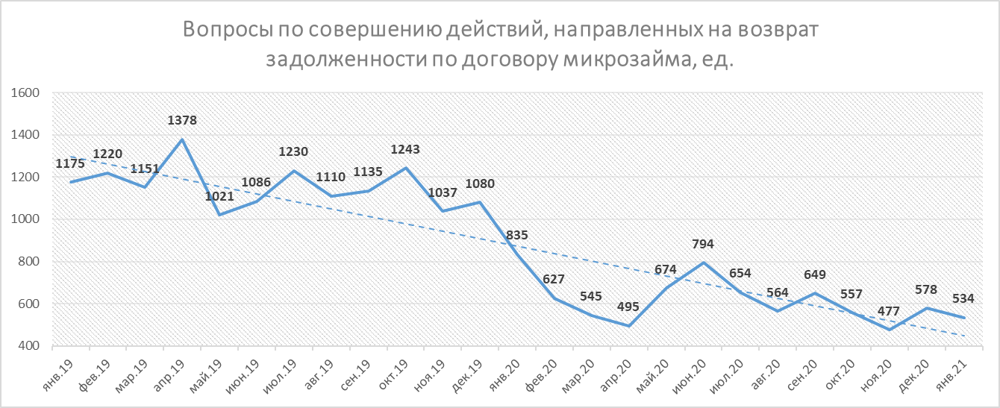 Вопросы по совершению действий, направленных на возврат
задолженности по договору микрозайма, ед.
1600
1400
1200
1000
800
600
400
1175
1220
1151
1378
1021
1086
1230
1110
1135
1243
1037
1080
835
627
545
495
674
794
654
564
649
557
477
578
534
янв.19
фев.19
мар.19
апр.19
май.19
июн.19
июл.19
авг.19
сен.19
окт.19
ноя.19
дек.19
янв.20
фев.20
мар.20
апр.20
май.20
июн.20
июл.20
авг.20
сен.20
окт.20
ноя.20
дек.20
янв.21